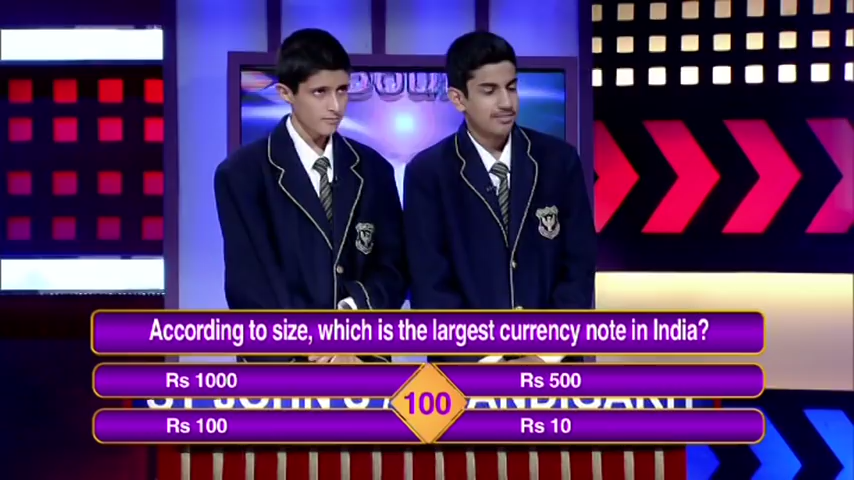 According to size, which is the largest currency note in India?
Rs 1000
Rs 500
100
Rs 100
Rs 10